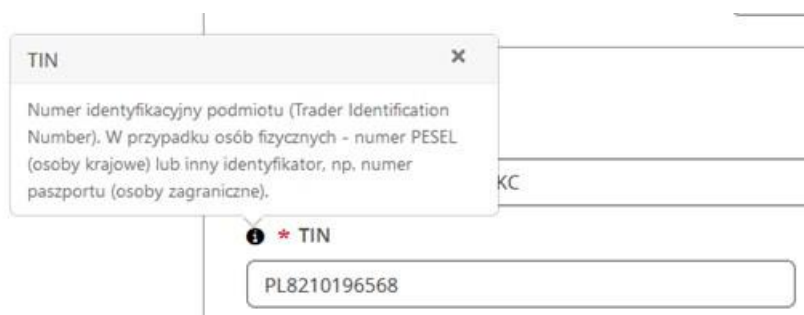 TIN
Numer identyfikacyjny podmiotu (Trader Identification
Number). W przypadku osób fizycznych - numer PESEL
(osoby krajowe) lub inny identyfikator, np. numer
paszportu (osoby zagraniczne).
KC
* TIN
PL8210196568